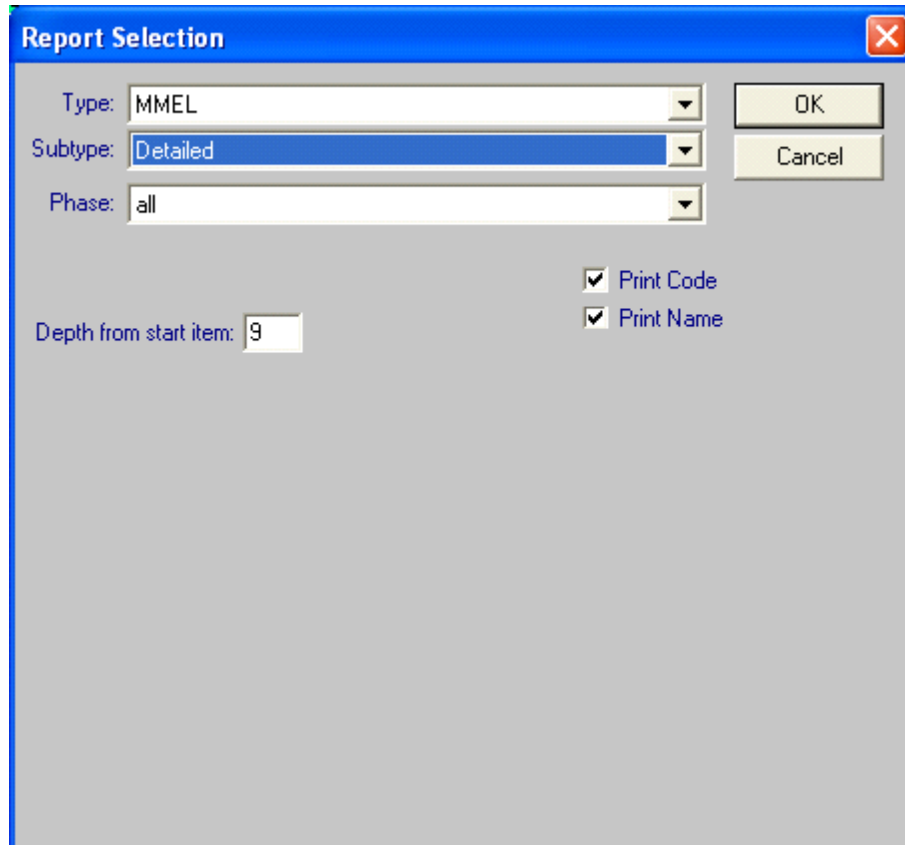 Report Selection
Type: MMEL
OK
Subtype: Detailed
Cancel
Phase: all
Print Code
Depth from start item: 9
Print Name